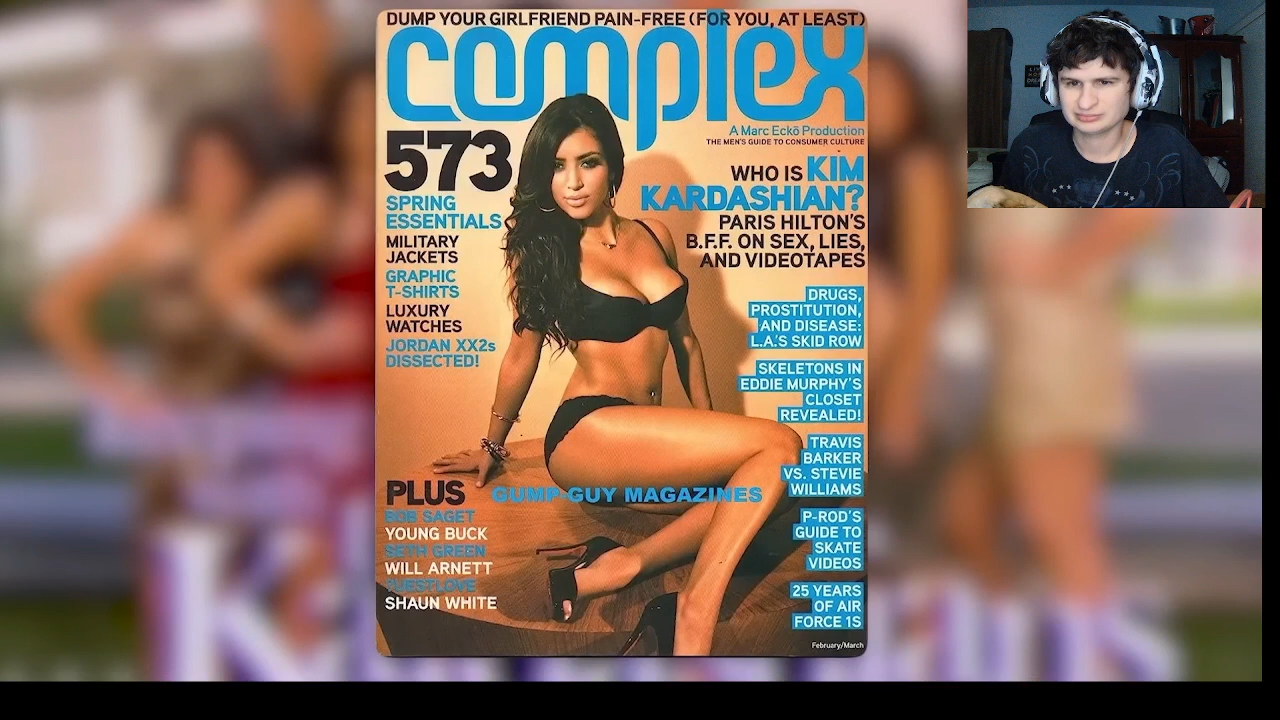 DUMP YOUR GIRLFRIEND PAIN-FREE (FOR YOU, AT LEAST)
complex
A Marc Eckō Production
THE MEN'S GUIDE TO CONSUMER CULTURE
573
SPRING
ESSENTIALS
MILITARY
JACKETS
GRAPHIC
T-SHIRTS
LUXURY
WATCHES
JORDAN XX2s
DISSECTED!
WHO IS KIM
KARDASHIAN?
PARIS HILTON'S
B.F.F. ON SEX, LIES,
AND VIDEOTAPES
DRUGS,
PROSTITUTION,
AND DISEASE:
L.A.'S SKID ROW
SKELETONS IN
EDDIE MURPHY'S
CLOSET
REVEALED!
TRAVIS
BARKER
VS. STEVIE
WILLIAMS
P-ROD'S
GUIDE TO
SKATE
VIDEOS
25 YEARS
OF AIR
FORCE 1S
PLUS
BOB SAGET
YOUNG BUCK
SETH GREEN
WILL ARNETT
QUESTLOVE
SHAUN WHITE
GUMP-GUY MAGAZINES
February/March